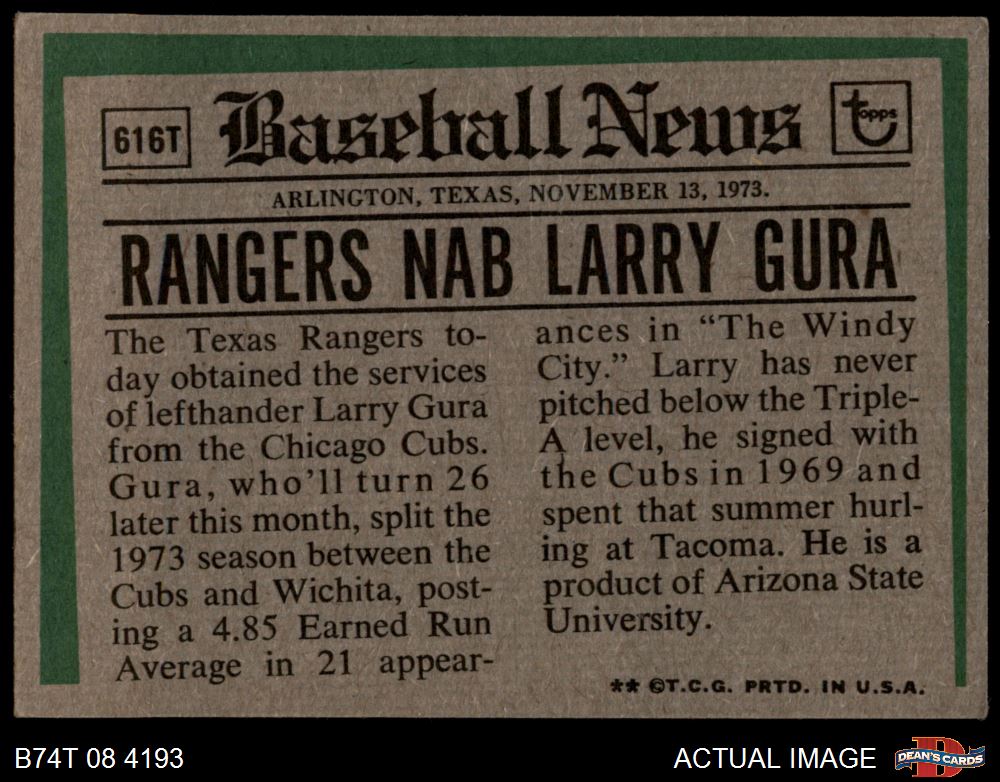 616T
Baseball News
topps
ARLINGTON, TEXAS, NOVEMBER 13, 1973.
RANGERS NAB LARRY GURA
The Texas Rangers to-
day obtained the services
of lefthander Larry Gura
from the Chicago Cubs.
Gura, who'll turn 26
later this month, split the
1973 season between the
Cubs and Wichita, post-
ing a 4.85 Earned Run
Average in 21 appear-
ances in "The Windy
City." Larry has never
pitched below the Triple-
A level, he signed with
the Cubs in 1969 and
spent that summer hurl-
ing at Tacoma. He is a
product of Arizona State
University.
** ©T.C.G. PRTD. IN U.S.A.
B74T 08 4193
ACTUAL IMAGE
D
DEAN'S CARDS